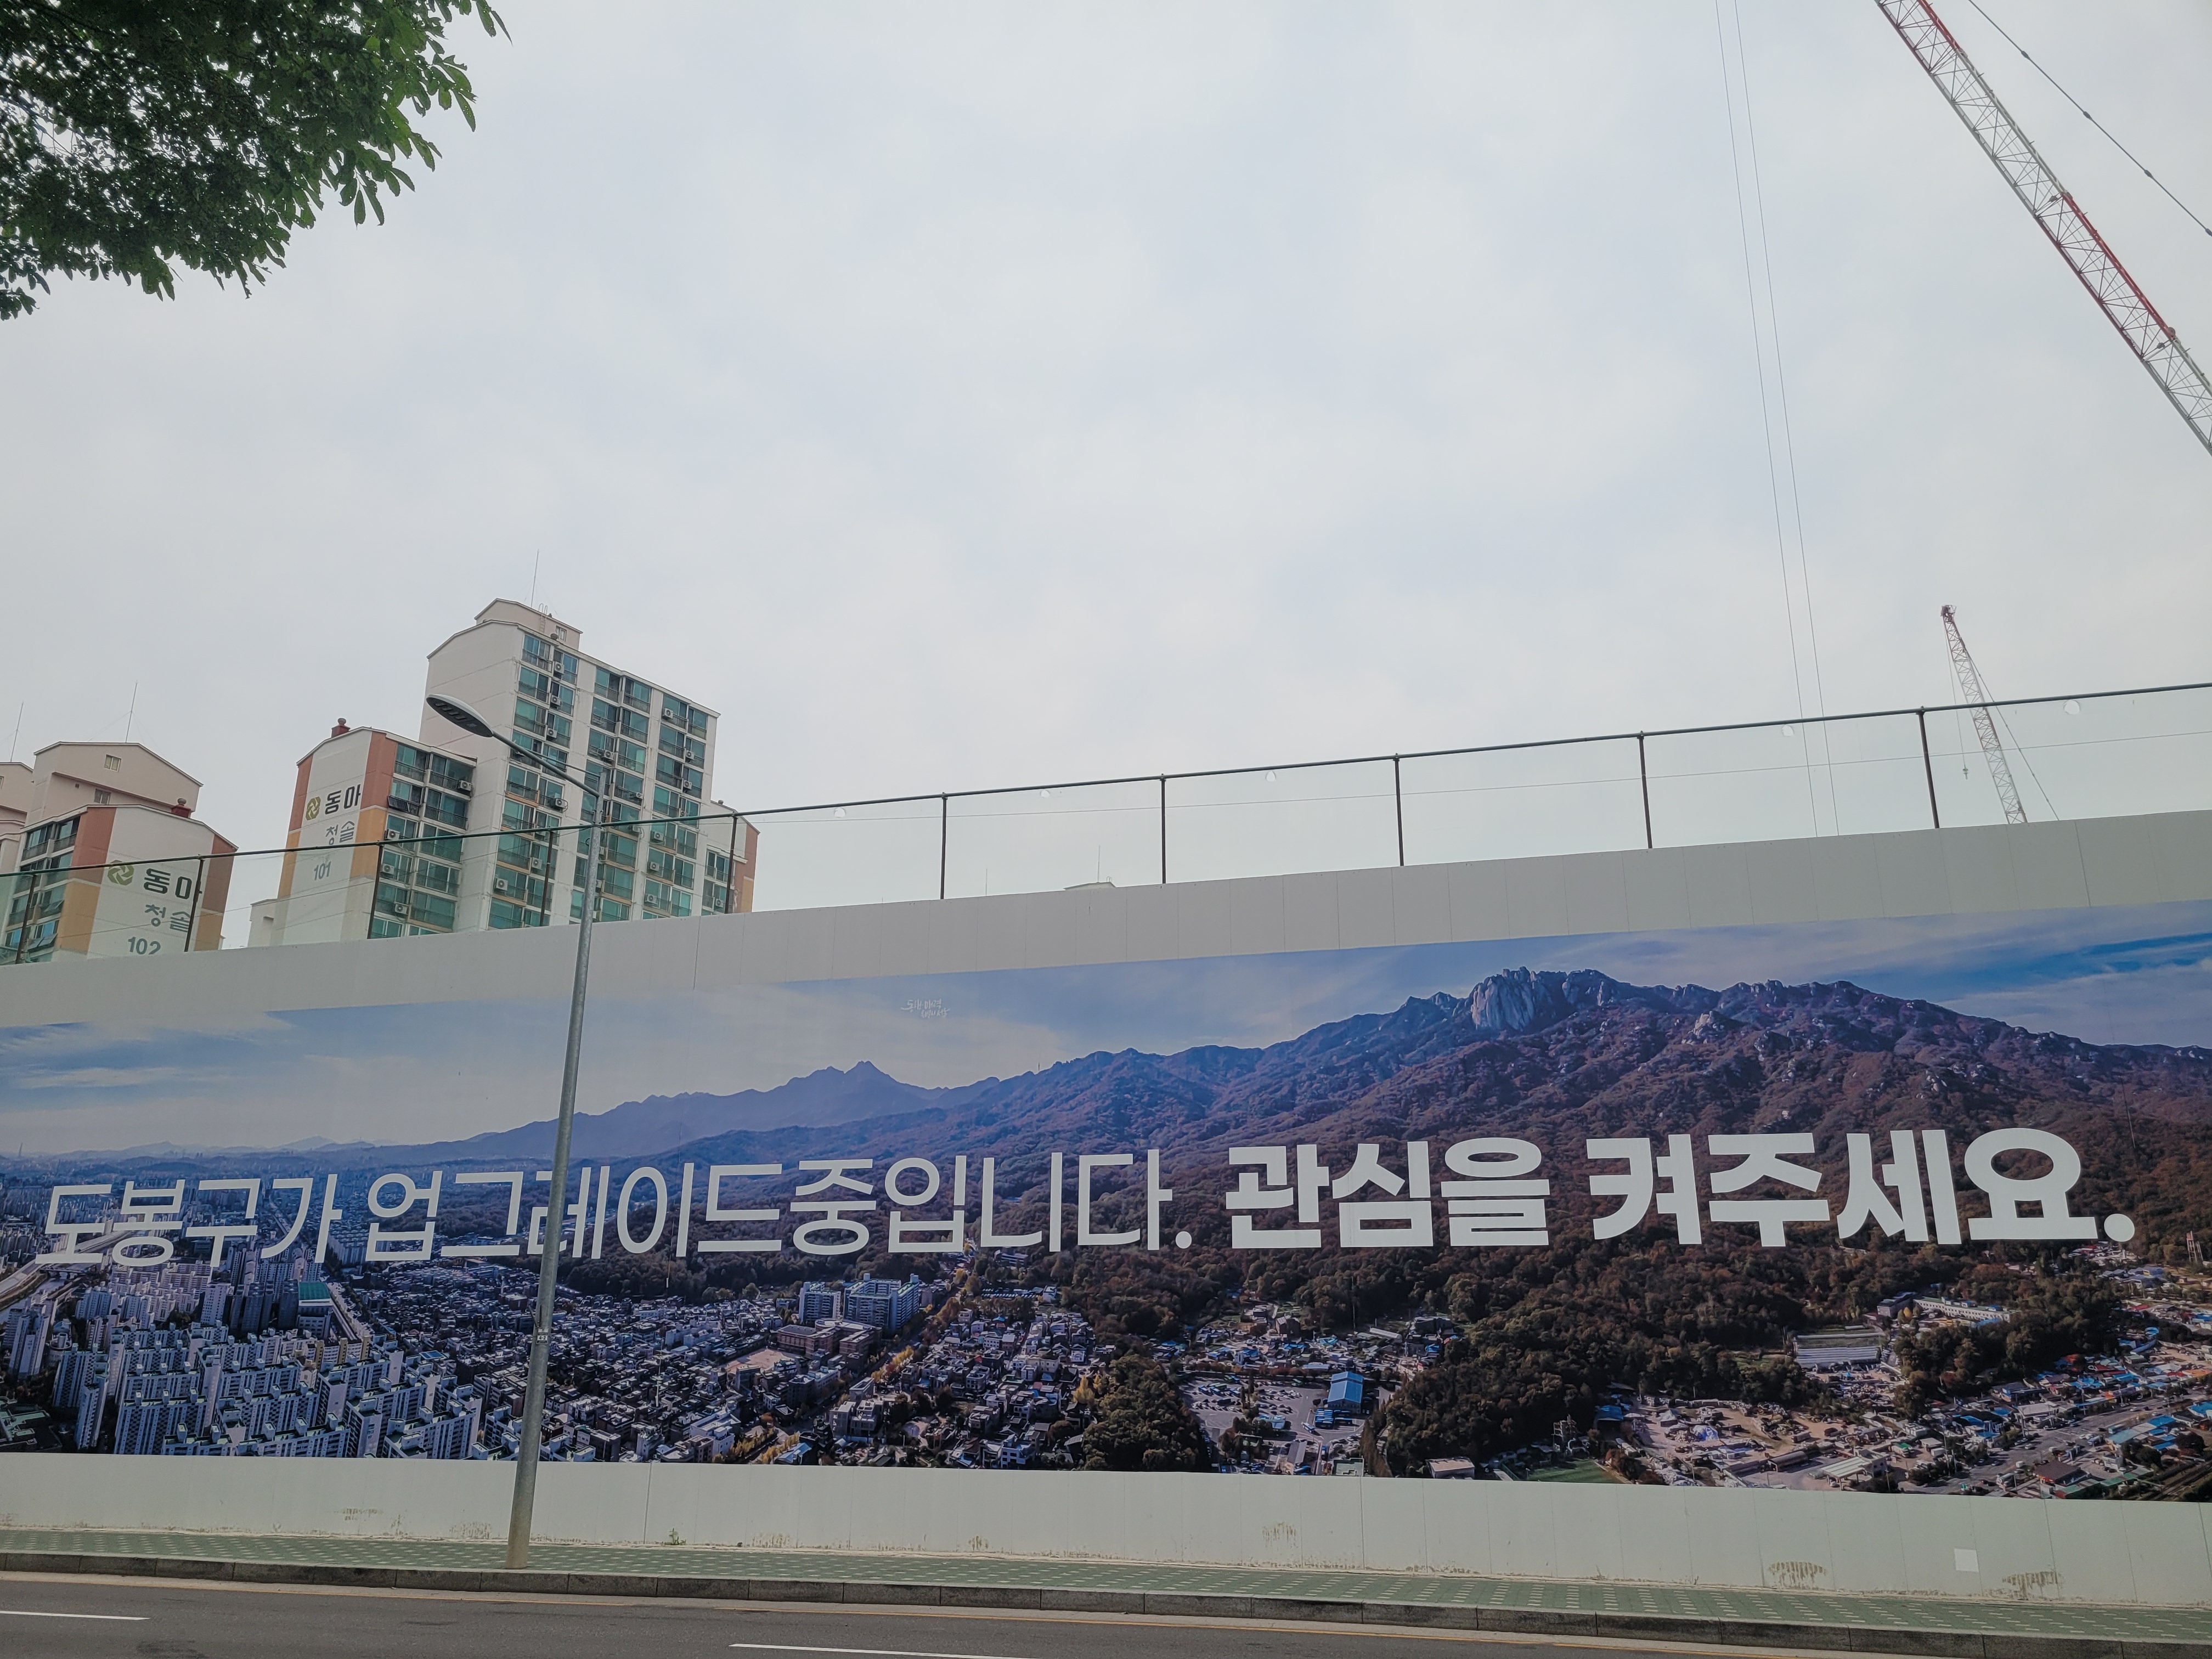 동아
청솔
101
동아
청솔
102
도봉구가 업그레이드중입니다. 관심을 켜주세요.